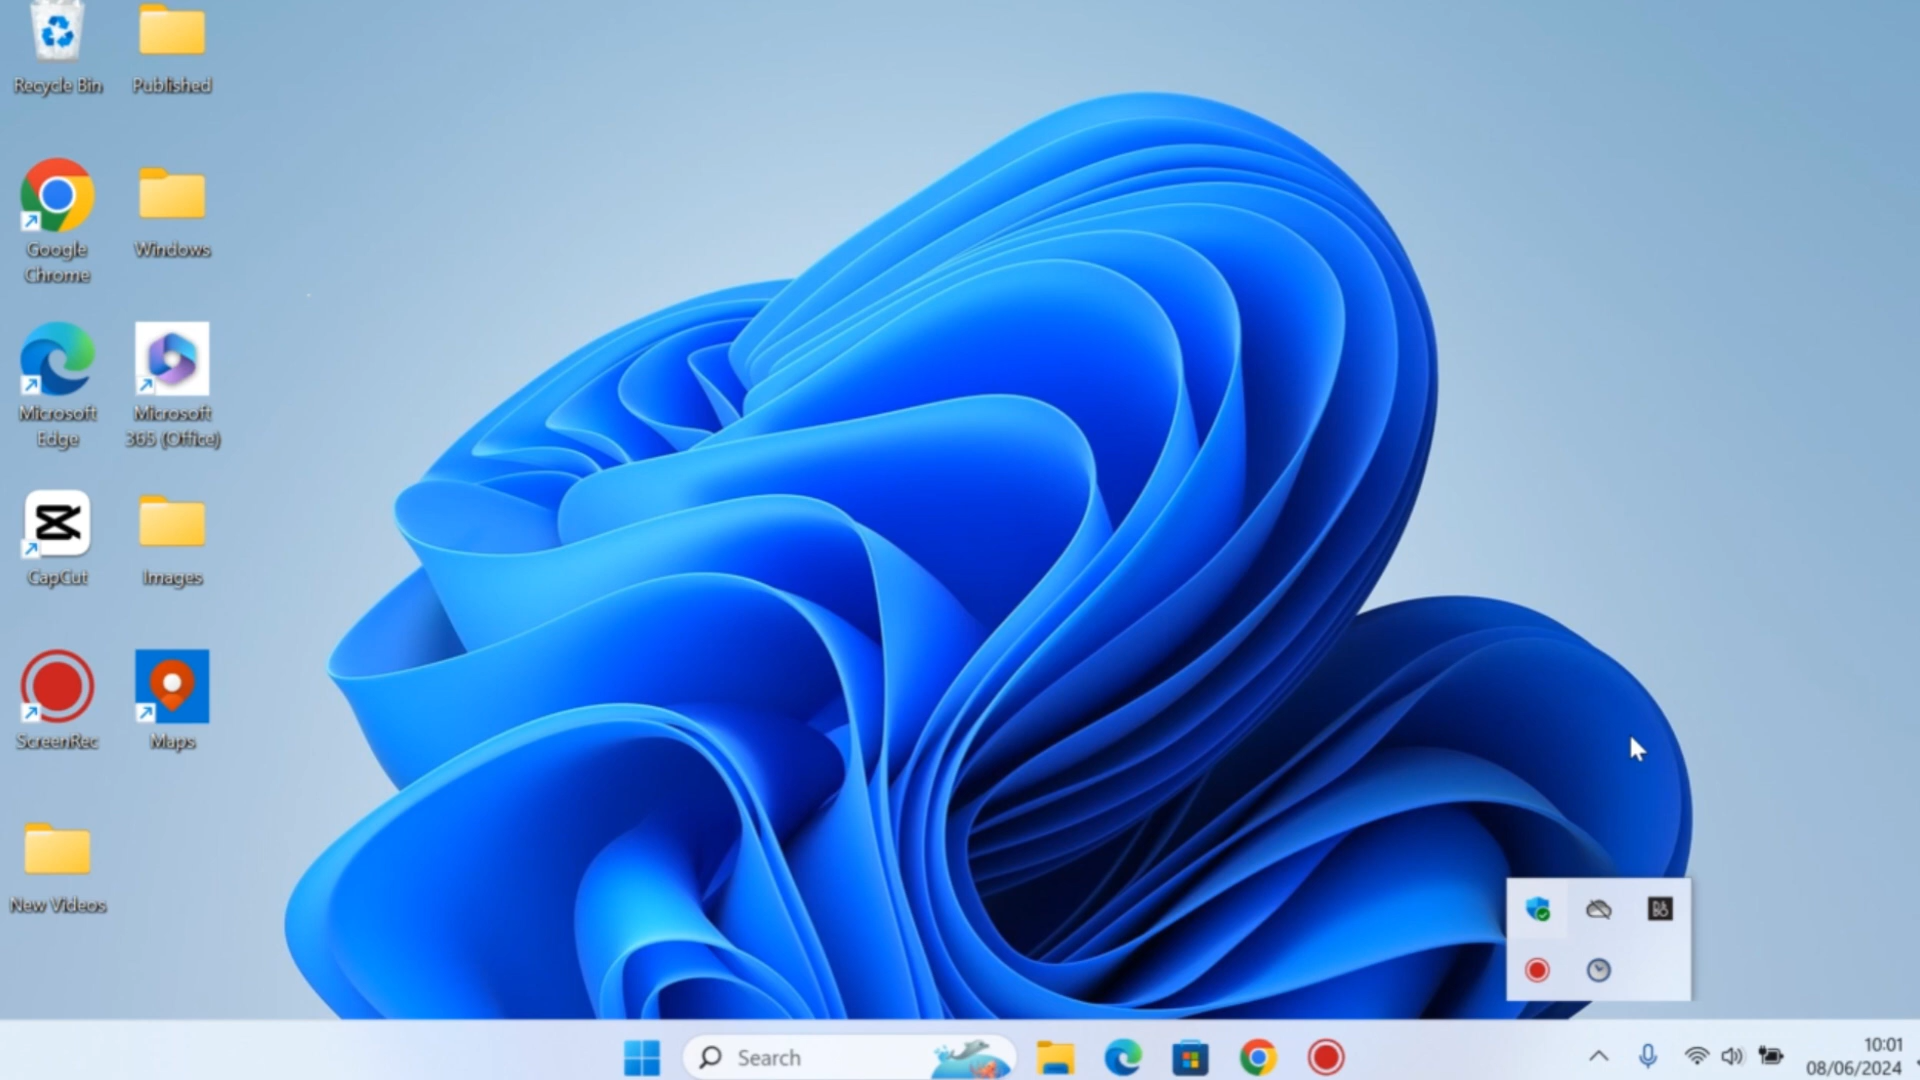 Recycle Bin
Published
Google
Chrome
Windows
Microsoft
Edge
Microsoft
365 (Office)
CapCut
Images
ScreenRec
Maps
New Videos
Search
10:01
08/06/2024